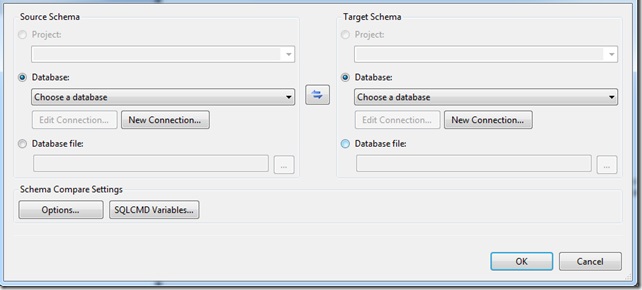 Source Schema
Project:
Database:
Choose a database
Edit Connection...
New Connection...
Database file:
...
Target Schema
Project:
Database:
Choose a database
Edit Connection...
New Connection...
Database file:
...
Schema Compare Settings
Options...
SQLCMD Variables...
OK
Cancel